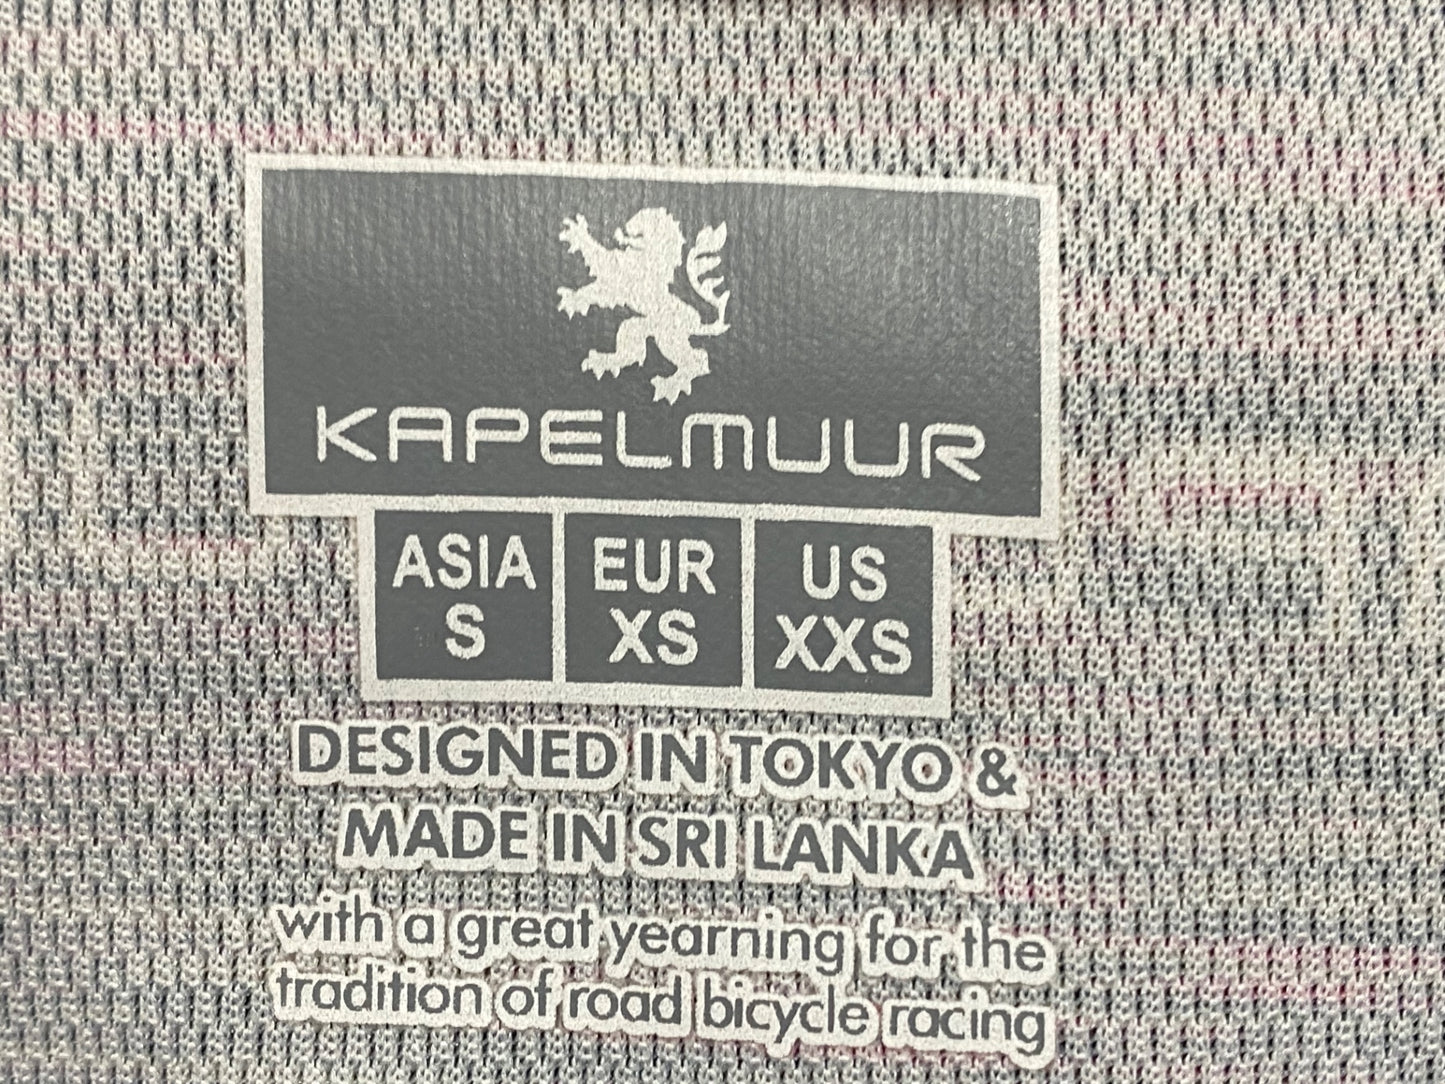 KAPELMUUR
ASIA EUR US
S XS XXS
DESIGNED IN TOKYO &
MADE IN SRI LANKA
with a great yearning for the
tradition of road bicycle racing